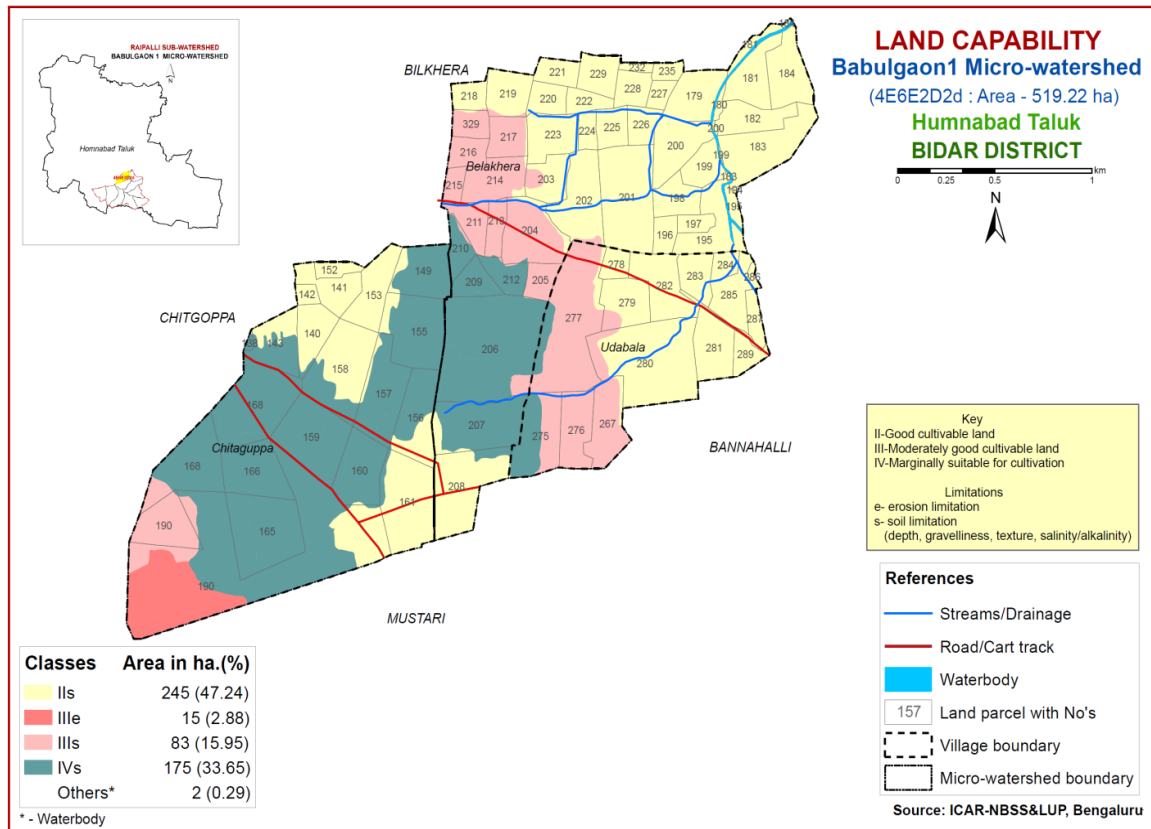 RAIPALLI SUB-WATERSHED
BABULGAON 1 MICRO-WATERSHED
N
Homnabad Taluk
LAND CAPABILITY
Babulgaon1 Micro-watershed
(4E6E2D2d : Area - 519.22 ha)
Humnabad Taluk
BIDAR DISTRICT
0 0.25 0.5 1 km
N
BILKHERA
CHITGOPPA
MUSTARI
BANNAHALLI
Belakhera
Udabala
Chitaguppa
181
221 229 232 235
181 184
218 219 220 222 228 227 179
180
182
329 217 223 224 225 226 200 200
183
216 199 199
215 214 203 202 201 198
194
195
211 204 196 197 195
210
152 149 209 212 205 278 284 286
142 141 153 279 282 283 285 287
140 155 277
206 281 289
158 280
157
168 156 207 275 276 267
159
168 166 160 208
161
190 165
190
Key
II-Good cultivable land
III-Moderately good cultivable land
IV-Marginally suitable for cultivation
Limitations
e- erosion limitation
s- soil limitation
(depth, gravelliness, texture, salinity/alkalinity)
References
Streams/Drainage
Road/Cart track
Waterbody
157 Land parcel with No's
Village boundary
Micro-watershed boundary
Source: ICAR-NBSS&LUP, Bengaluru
Classes Area in ha.(%)
IIs 245 (47.24)
IIIe 15 (2.88)
IIIs 83 (15.95)
IVs 175 (33.65)
Others* 2 (0.29)
* - Waterbody